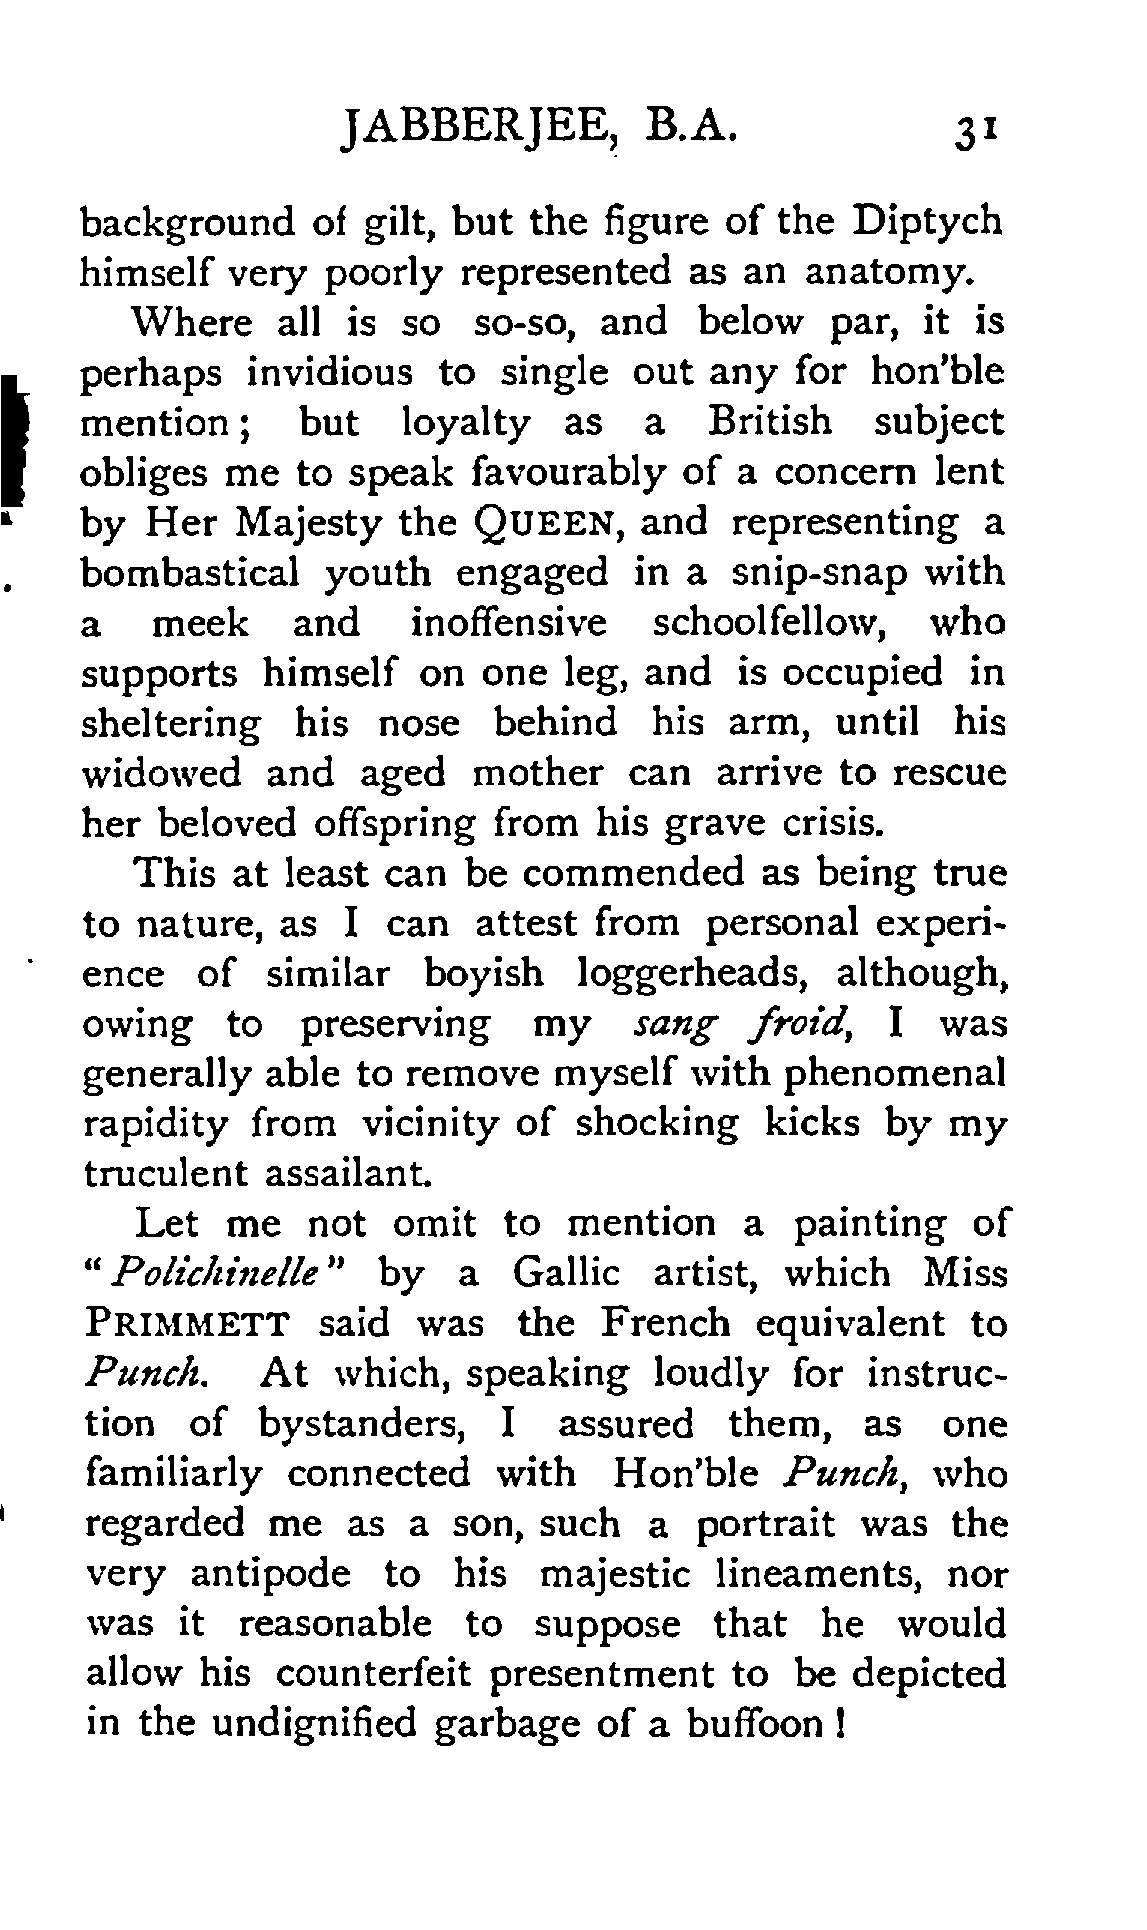 JABBERJEE, B.A. 31
background of gilt, but the figure of the Diptych
himself very poorly represented as an anatomy.
Where all is so so-so, and below par, it is
perhaps invidious to single out any for hon'ble
mention; but loyalty as a British subject
obliges me to speak favourably of a concern lent
by Her Majesty the QUEEN, and representing a
bombastical youth engaged in a snip-snap with
a meek and inoffensive schoolfellow, who
supports himself on one leg, and is occupied in
sheltering his nose behind his arm, until his
widowed and aged mother can arrive to rescue
her beloved offspring from his grave crisis.
This at least can be commended as being true
to nature, as I can attest from personal experi-
ence of similar boyish loggerheads, although,
owing to preserving my sang froid, I was
generally able to remove myself with phenomenal
rapidity from vicinity of shocking kicks by my
truculent assailant.
Let me not omit to mention a painting of
“Polichinelle” by a Gallic artist, which Miss
PRIMMETT said was the French equivalent to
Punch. At which, speaking loudly for instruc-
tion of bystanders, I assured them, as one
familiarly connected with Hon'ble Punch, who
regarded me as a son, such a portrait was the
very antipode to his majestic lineaments, nor
was it reasonable to suppose that he would
allow his counterfeit presentment to be depicted
in the undignified garbage of a buffoon!